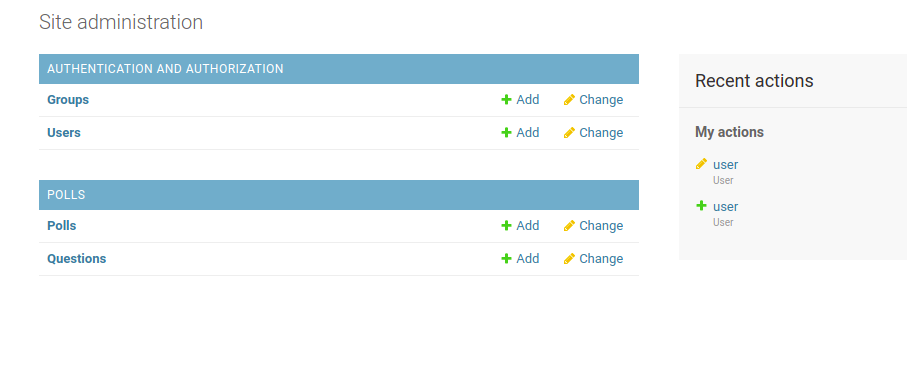 Site administration
AUTHENTICATION AND AUTHORIZATION
Groups Add Change
Users Add Change
POLLS
Polls Add Change
Questions Add Change
Recent actions
My actions
user
User
user
User